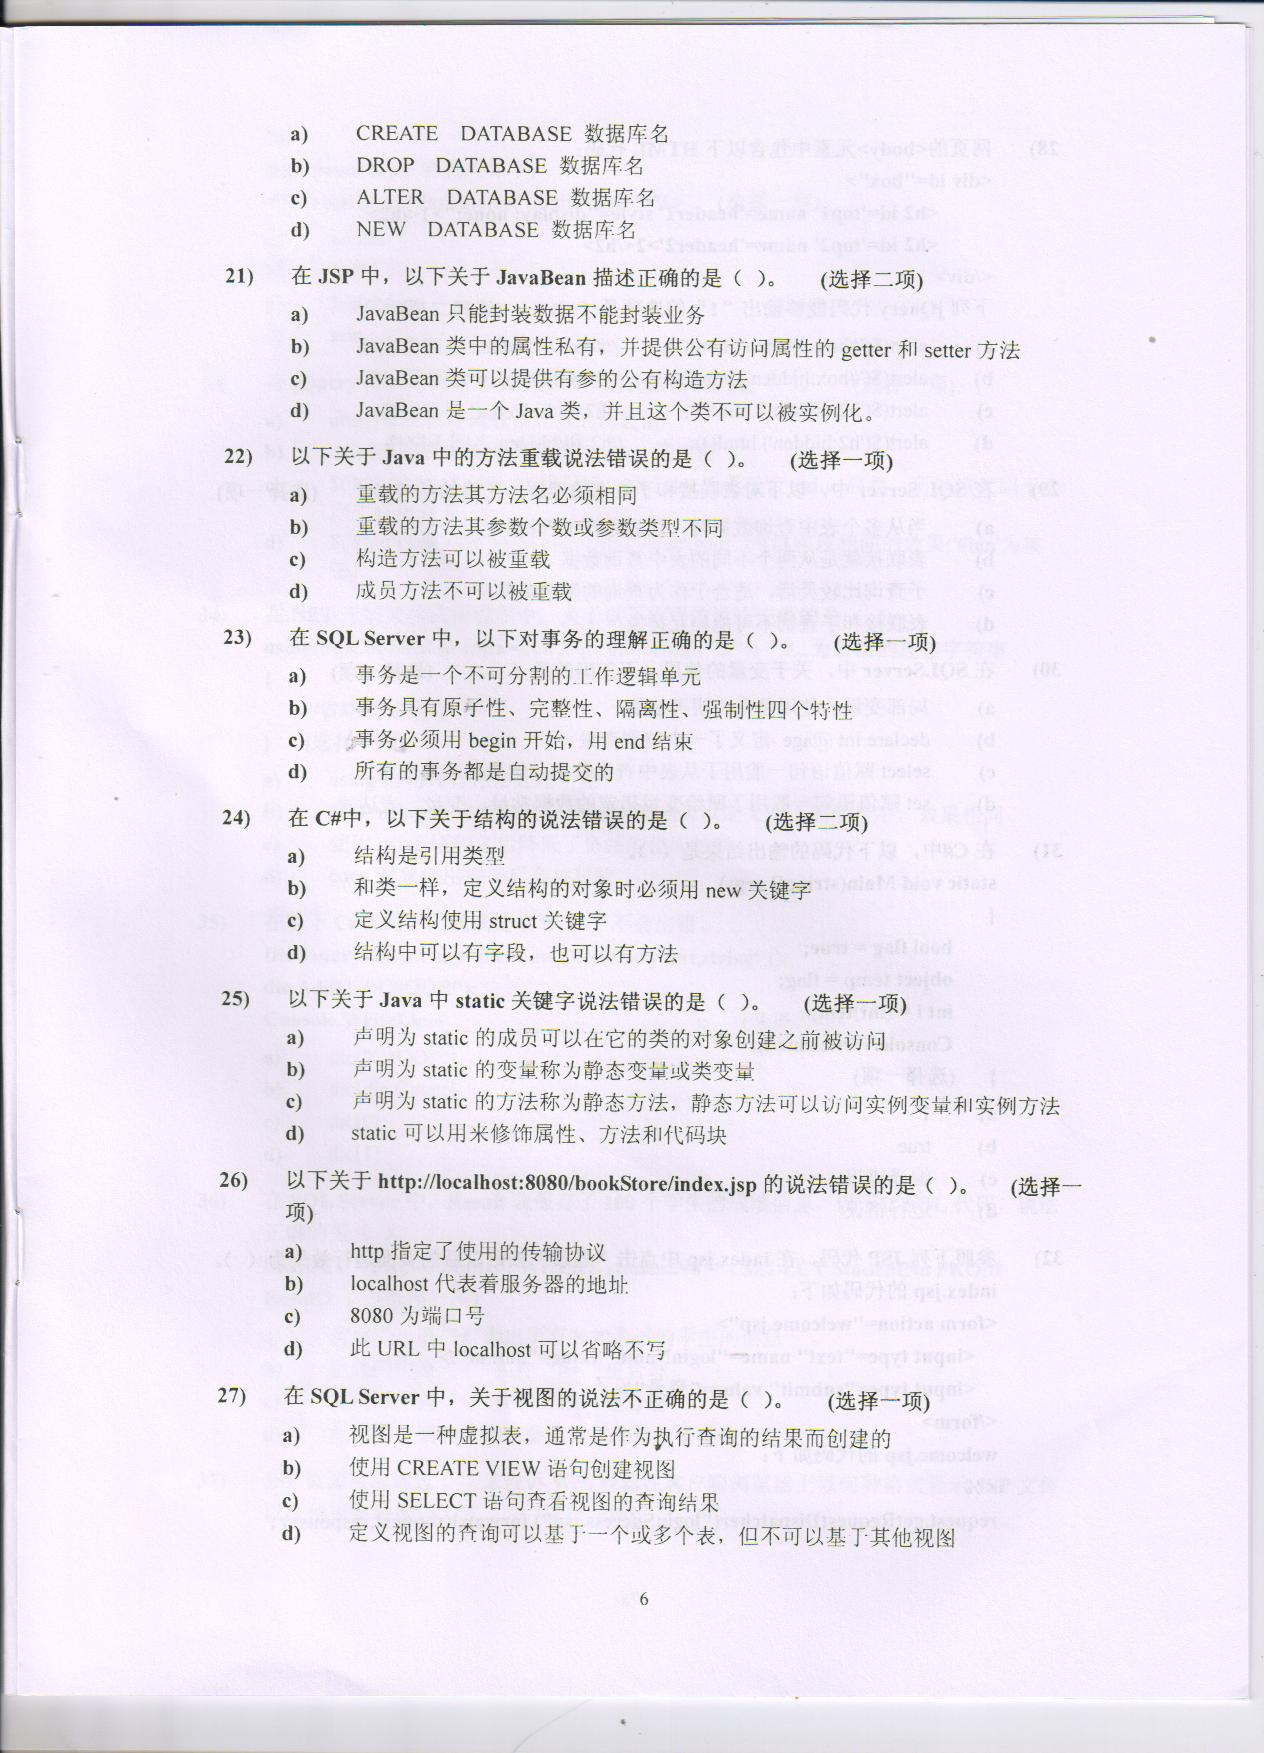 a) CREATE DATABASE 数据库名
b) DROP DATABASE 数据库名
c) ALTER DATABASE 数据库名
d) NEW DATABASE 数据库名
21) 在 JSP 中，以下关于 JavaBean 描述正确的是（ ）。 (选择二项)
a) JavaBean 只能封装数据不能封装业务
b) JavaBean 类中的属性私有，并提供公有访问属性的 getter 和 setter 方法
c) JavaBean 类可以提供有参的公有构造方法
d) JavaBean 是一个 Java 类，并且这个类不可以被实例化。
22) 以下关于 Java 中的方法重载说法错误的是（ ）。 (选择一项)
a) 重载的方法其方法名必须相同
b) 重载的方法其参数个数或参数类型不同
c) 构造方法可以被重载
d) 成员方法不可以被重载
23) 在 SQL Server 中，以下对事务的理解正确的是（ ）。 (选择一项)
a) 事务是一个不可分割的工作逻辑单元
b) 事务具有原子性、完整性、隔离性、强制性四个特性
c) 事务必须用 begin 开始，用 end 结束
d) 所有的事务都是自动提交的
24) 在 C#中，以下关于结构的说法错误的是（ ）。 (选择二项)
a) 结构是引用类型
b) 和类一样，定义结构的对象时必须用 new 关键字
c) 定义结构使用 struct 关键字
d) 结构中可以有字段，也可以有方法
25) 以下关于 Java 中 static 关键字说法错误的是（ ）。 (选择一项)
a) 声明为 static 的成员可以在它的类的对象创建之前被访问
b) 声明为 static 的变量称为静态变量或类变量
c) 声明为 static 的方法称为静态方法，静态方法可以访问实例变量和实例方法
d) static 可以用来修饰属性、方法和代码块
26) 以下关于 http://localhost:8080/bookStore/index.jsp 的说法错误的是（ ）。 (选择一
项)
a) http 指定了使用的传输协议
b) localhost 代表着服务器的地址
c) 8080 为端口号
d) 此 URL 中 localhost 可以省略不写
27) 在 SQL Server 中，关于视图的说法不正确的是（ ）。 (选择一项)
a) 视图是一种虚拟表，通常是作为执行查询的结果而创建的
b) 使用 CREATE VIEW 语句创建视图
c) 使用 SELECT 语句查看视图的查询结果
d) 定义视图的查询可以基于一个或多个表，但不可以基于其他视图
6